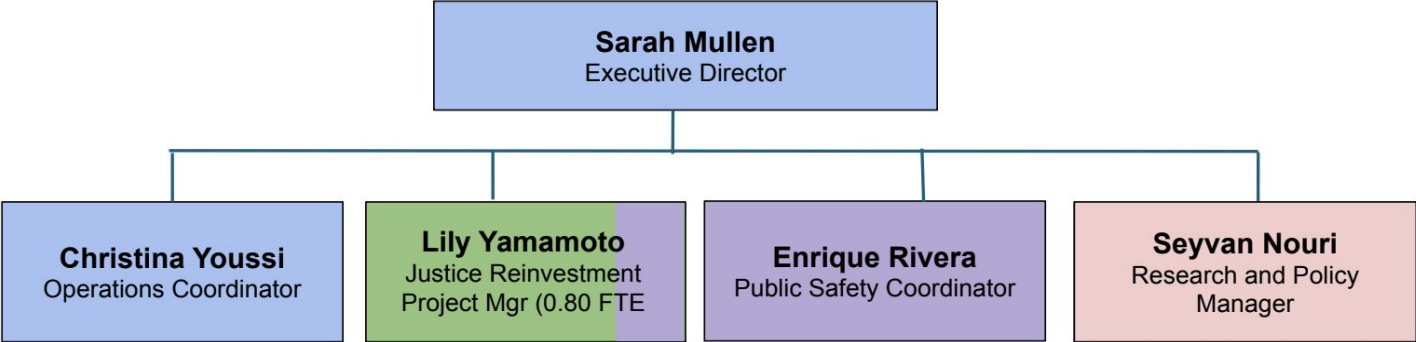 Sarah Mullen
Executive Director
Christina Youssi
Operations Coordinator
Lily Yamamoto
Justice Reinvestment
Project Mgr (0.80 FTE
Enrique Rivera
Public Safety Coordinator
Seyvan Nouri
Research and Policy
Manager